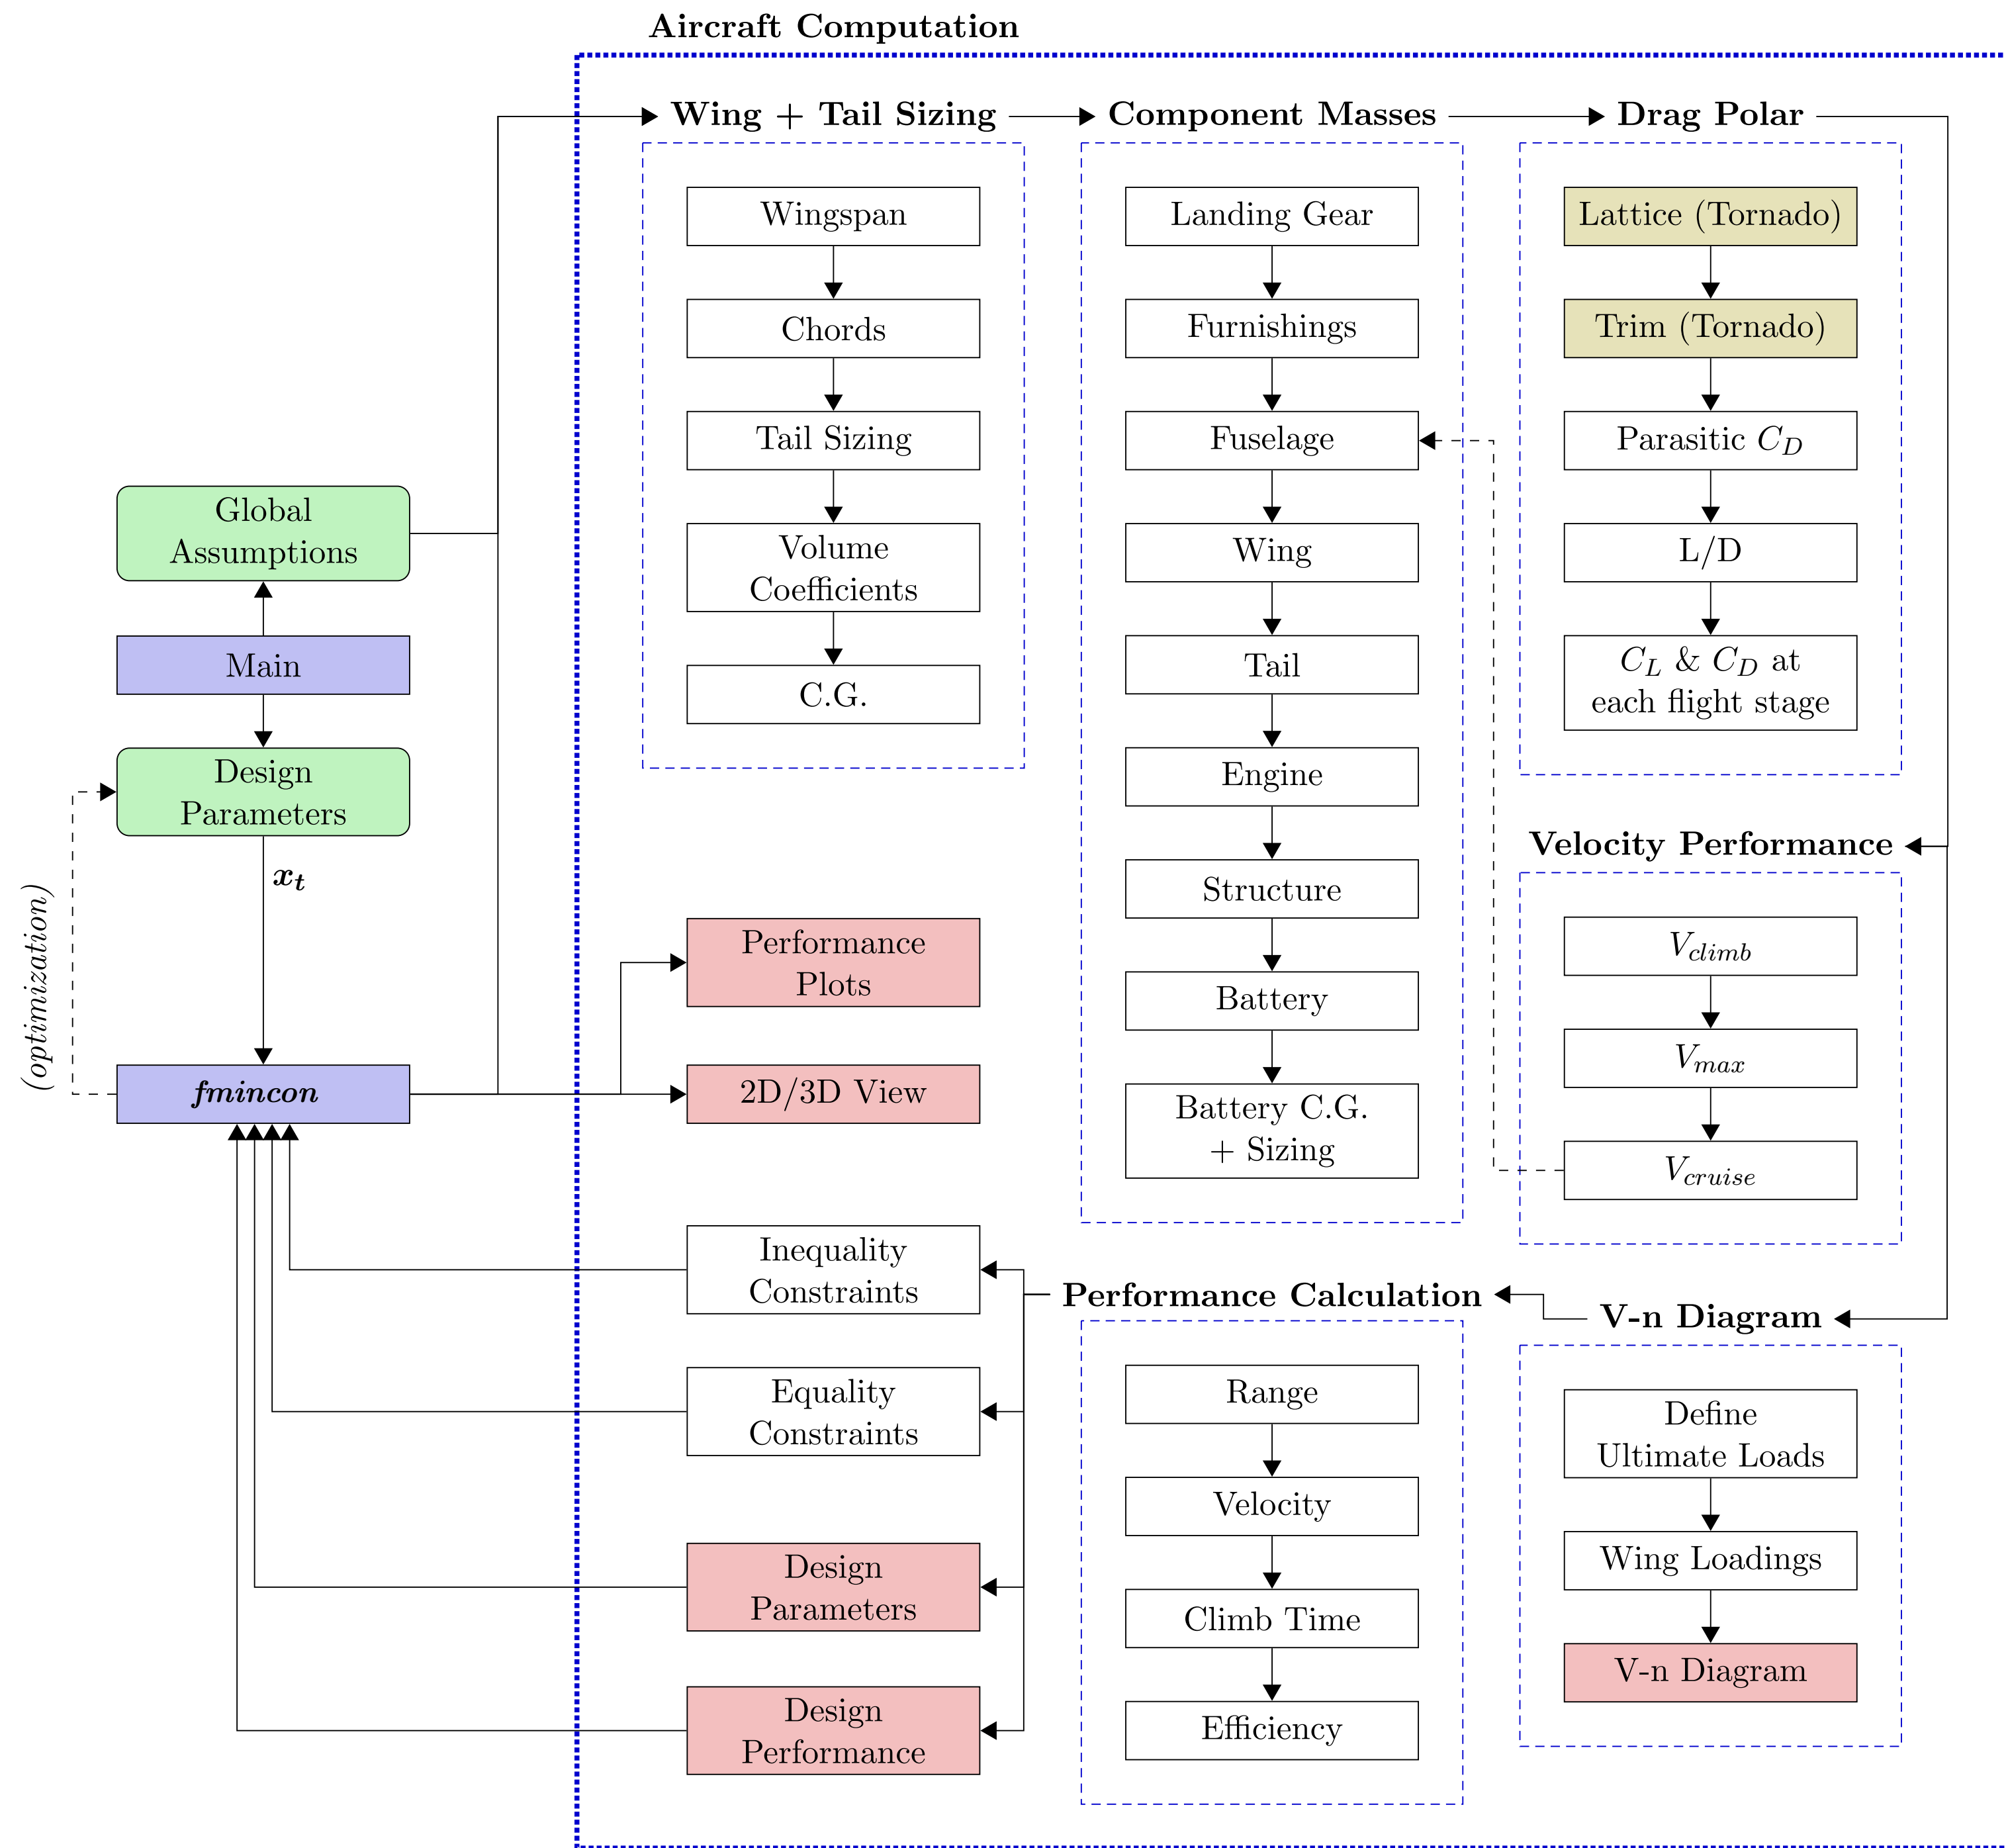 Aircraft Computation
Wing + Tail Sizing
Component Masses
Drag Polar
Wingspan
Chords
Tail Sizing
Volume
Coefficients
C.G.
Landing Gear
Furnishings
Fuselage
Wing
Tail
Engine
Structure
Battery
Battery C.G.
+ Sizing
Lattice (Tornado)
Trim (Tornado)
Parasitic C_D
L/D
C_L & C_D at
each flight stage
Global
Assumptions
Main
Design
Parameters
x_t
(optimization)
fmincon
Performance
Plots
2D/3D View
Velocity Performance
V_climb
V_max
V_cruise
V-n Diagram
Define
Ultimate Loads
Wing Loadings
V-n Diagram
Performance Calculation
Range
Velocity
Climb Time
Efficiency
Inequality
Constraints
Equality
Constraints
Design
Parameters
Design
Performance